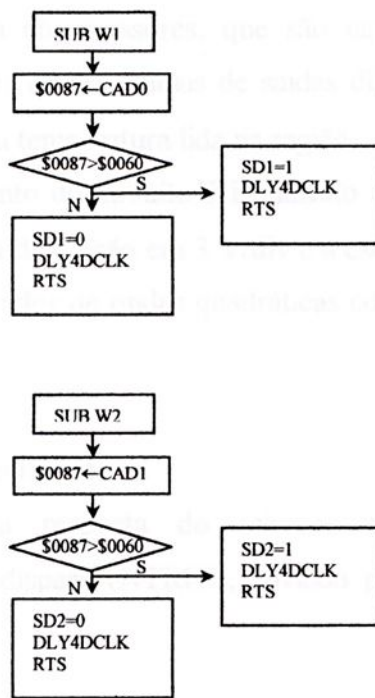 SUB W1
$0087←CAD0
$0087>$0060
S
N
SD1=1
DLY4DCLK
RTS
SD1=0
DLY4DCLK
RTS
SUB W2
$0087←CAD1
$0087>$0060
S
N
SD2=1
DLY4DCLK
RTS
SD2=0
DLY4DCLK
RTS